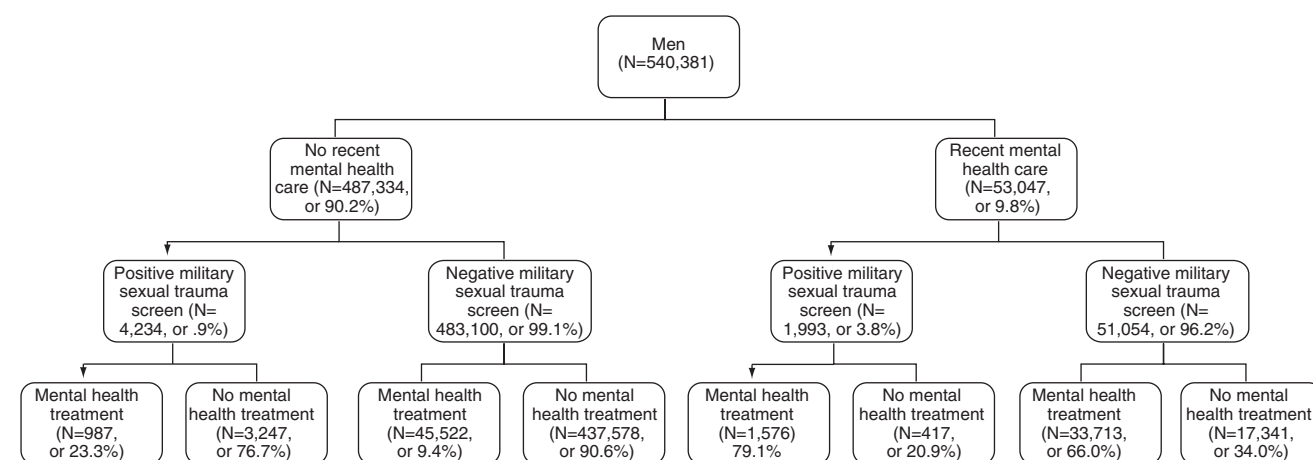 Men
(N=540,381)
No recent
mental health
care (N=487,334,
or 90.2%)
Recent mental
health care
(N=53,047,
or 9.8%)
Positive military
sexual trauma
screen (N=
4,234, or .9%)
Negative military
sexual trauma
screen (N=
483,100, or 99.1%)
Positive military
sexual trauma
screen (N=
1,993, or 3.8%)
Negative military
sexual trauma
screen (N=
51,054, or 96.2%)
Mental health
treatment
(N=987,
or 23.3%)
No mental
health treatment
(N=3,247,
or 76.7%)
Mental health
treatment
(N=45,522,
or 9.4%)
No mental
health treatment
(N=437,578,
or 90.6%)
Mental health
treatment
(N=1,576)
79.1%
No mental
health treatment
(N=417,
or 20.9%)
Mental health
treatment
(N=33,713,
or 66.0%)
No mental
health treatment
(N=17,341,
or 34.0%)